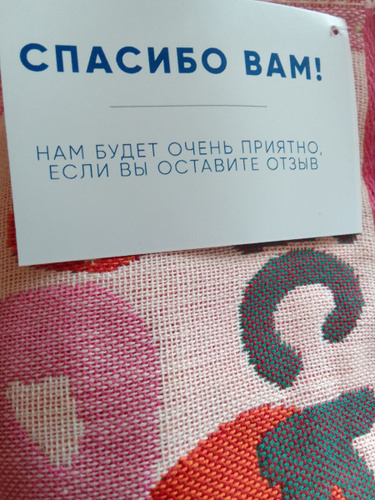 СПАСИБО ВАМ!
НАМ БУДЕТ ОЧЕНЬ ПРИЯТНО,
ЕСЛИ ВЫ ОСТАВИТЕ ОТЗЫВ
С